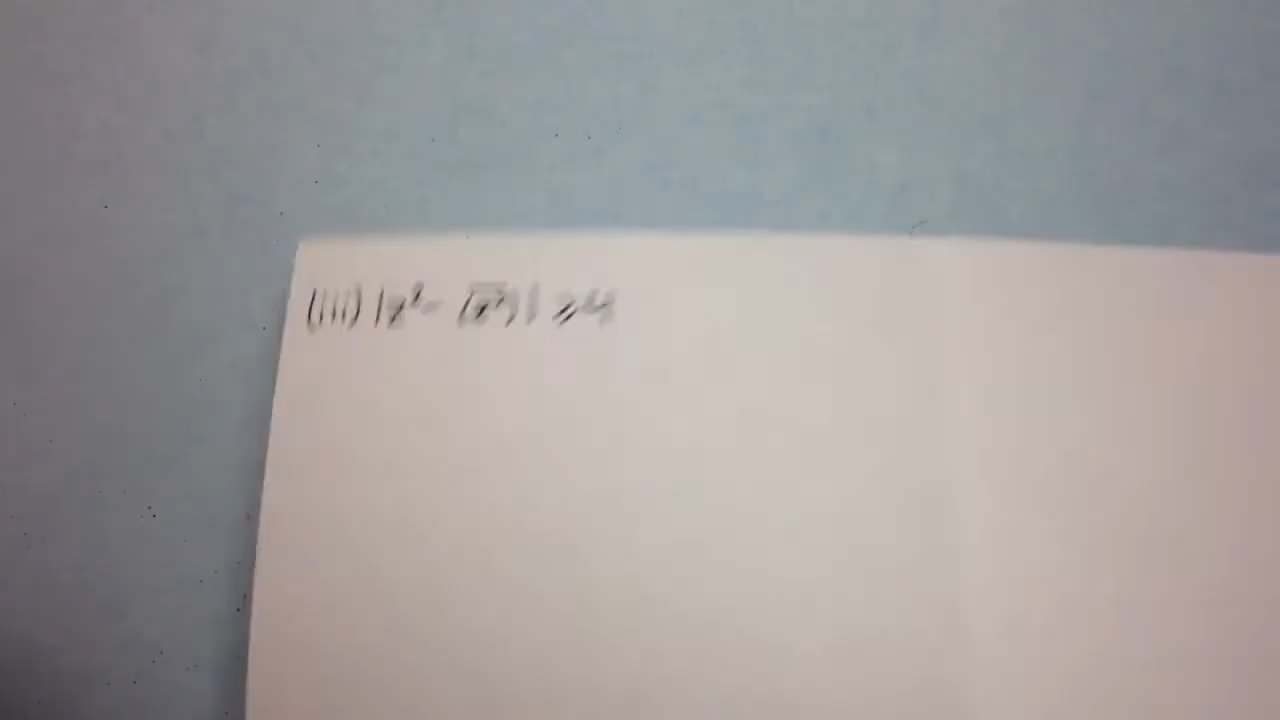 (iii) |z² - (z̅²)| ⩾ 4